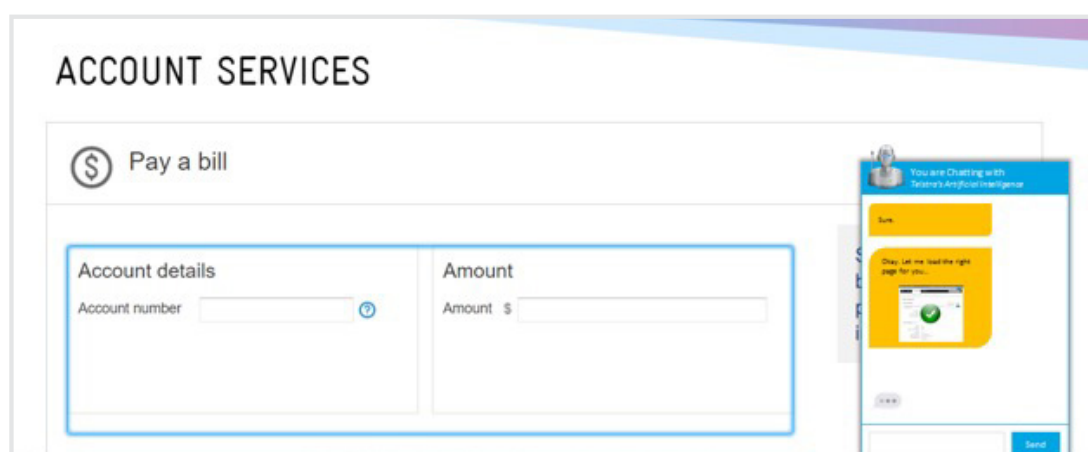 ACCOUNT SERVICES
Pay a bill
You are Chatting with
Telstra's Artificial Intelligence
Sure.
Okay. Let me load the right
page for you...
Account details
Amount
Account number
Amount $
Send